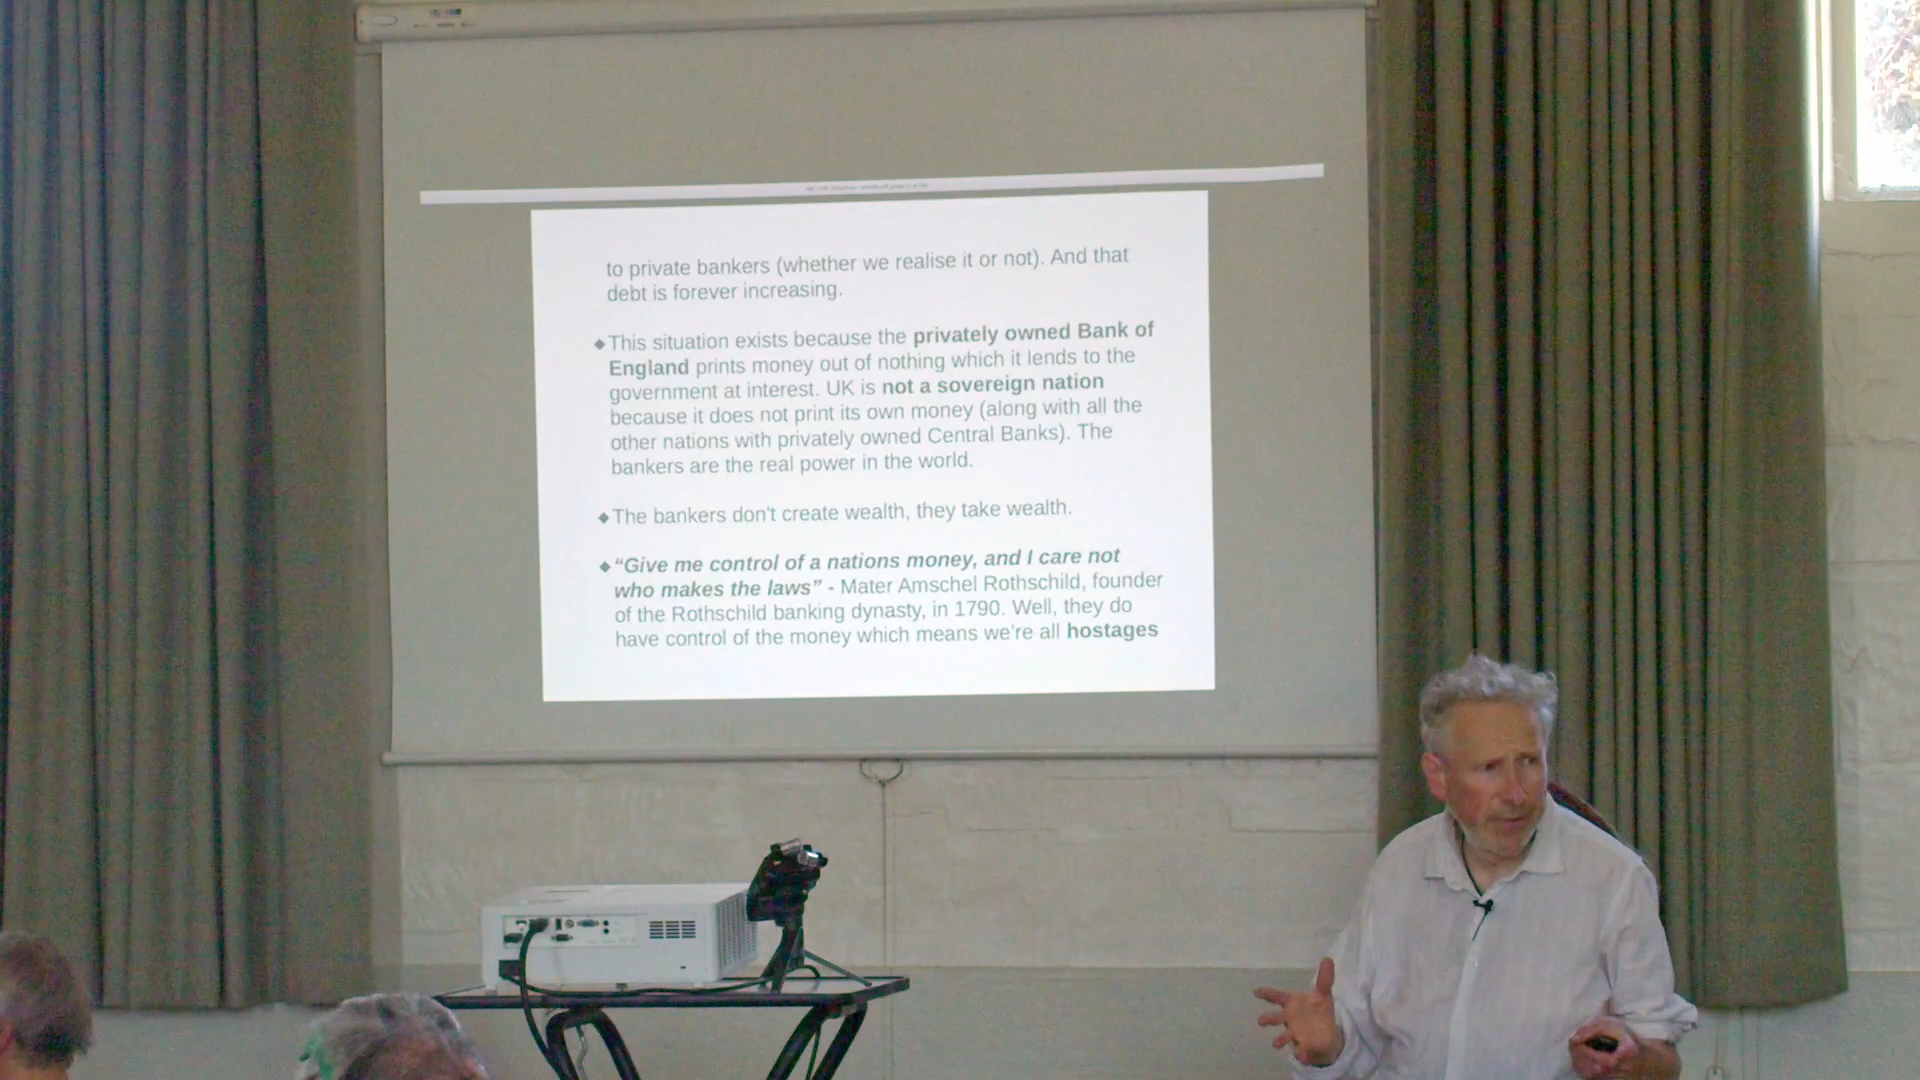 to private bankers (whether we realise it or not). And that
debt is forever increasing.
◆This situation exists because the privately owned Bank of
England prints money out of nothing which it lends to the
government at interest. UK is not a sovereign nation
because it does not print its own money (along with all the
other nations with privately owned Central Banks). The
bankers are the real power in the world.
◆The bankers don't create wealth, they take wealth.
◆“Give me control of a nations money, and I care not
who makes the laws” - Mater Amschel Rothschild, founder
of the Rothschild banking dynasty, in 1790. Well, they do
have control of the money which means we're all hostages